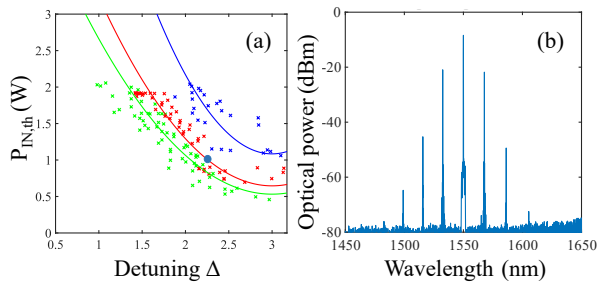 (a)
P_IN,th (W)
3
2.5
2
1.5
1
0.5
0
0.5 1 1.5 2 2.5 3
Detuning Δ
(b)
Optical power (dBm)
0
-20
-40
-60
-80
1450 1500 1550 1600 1650
Wavelength (nm)